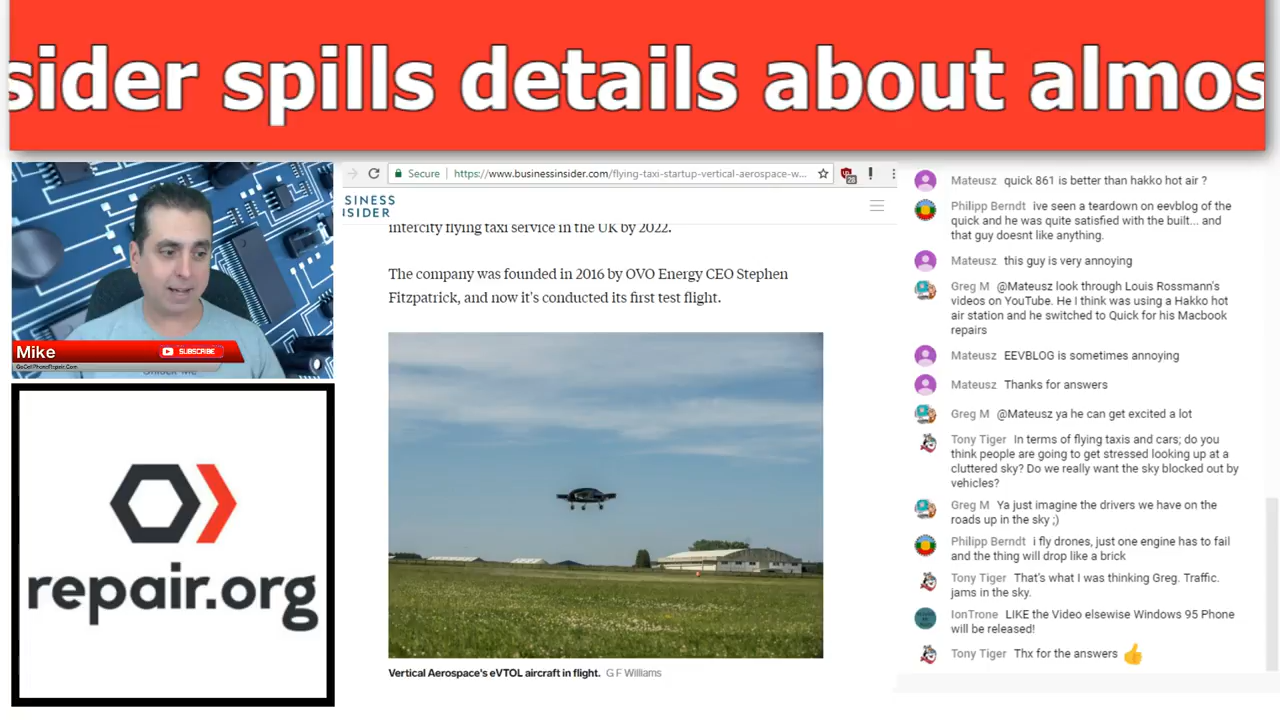 sider spills details about almos
Secure https://www.businessinsider.com/flying-taxi-startup-vertical-aerospace-w...
28
SINESS
ISIDER
intercity flying taxi service in the UK by 2022.
The company was founded in 2016 by OVO Energy CEO Stephen
Fitzpatrick, and now it's conducted its first test flight.
Vertical Aerospace's eVTOL aircraft in flight. G F Williams
Mike
SUBSCRIBE
GoCellPhoneRepair.Com
repair.org
Mateusz quick 861 is better than hakko hot air ?
Philipp Berndt ive seen a teardown on eevblog of the
quick and he was quite satisfied with the built... and
that guy doesnt like anything.
Mateusz this guy is very annoying
Greg M @Mateusz look through Louis Rossmann's
videos on YouTube. He I think was using a Hakko hot
air station and he switched to Quick for his Macbook
repairs
Mateusz EEVBLOG is sometimes annoying
Mateusz Thanks for answers
Greg M @Mateusz ya he can get excited a lot
Tony Tiger In terms of flying taxis and cars; do you
think people are going to get stressed looking up at a
cluttered sky? Do we really want the sky blocked out by
vehicles?
Greg M Ya just imagine the drivers we have on the
roads up in the sky ;)
Philipp Berndt i fly drones, just one engine has to fail
and the thing will drop like a brick
Tony Tiger That's what I was thinking Greg. Traffic.
jams in the sky.
IonTrone LIKE the Video elsewise Windows 95 Phone
will be released!
Tony Tiger Thx for the answers 👍